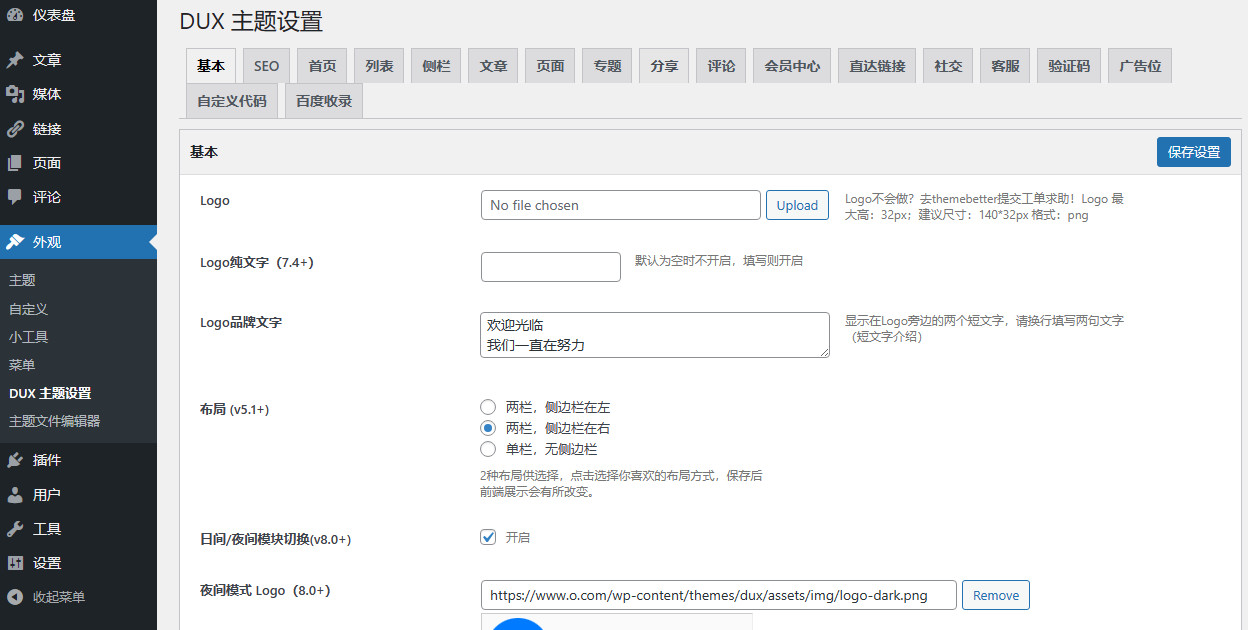 仪表盘
文章
媒体
链接
页面
评论
外观
主题
自定义
小工具
菜单
DUX 主题设置
主题文件编辑器
插件
用户
工具
设置
收起菜单
DUX 主题设置
基本 SEO 首页 列表 侧栏 文章 页面 专题 分享 评论 会员中心 直达链接 社交 客服 验证码 广告位
自定义代码 百度收录
基本 保存设置
Logo No file chosen Upload Logo不会做？去themebetter提交工单求助！Logo 最
大高：32px；建议尺寸：140*32px 格式：png
Logo纯文字（7.4+） 默认为空时不开启，填写则开启
Logo品牌文字 欢迎光临
我们一直在努力
显示在Logo旁边的两个短文字，请换行填写两句文字
（短文字介绍）
布局 (v5.1+) 两栏，侧边栏在左
两栏，侧边栏在右
单栏，无侧边栏
2种布局供选择，点击选择你喜欢的布局方式，保存后
前端展示会有所改变。
日间/夜间模块切换(v8.0+) 开启
夜间模式 Logo（8.0+） https://www.o.com/wp-content/themes/dux/assets/img/logo-dark.png Remove